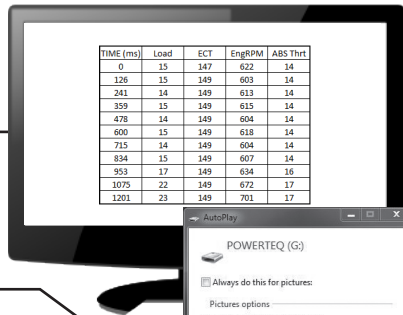 TIME (ms) Load ECT EngRPM ABS Thrt
0 15 147 622 14
126 15 149 603 14
241 14 149 613 14
359 15 149 615 14
478 14 149 604 14
600 15 149 618 14
715 14 149 604 14
834 15 149 607 14
953 17 149 634 16
1075 22 149 672 17
1201 23 149 701 17
AutoPlay
POWERTEQ (G:)
Always do this for pictures:
Pictures options